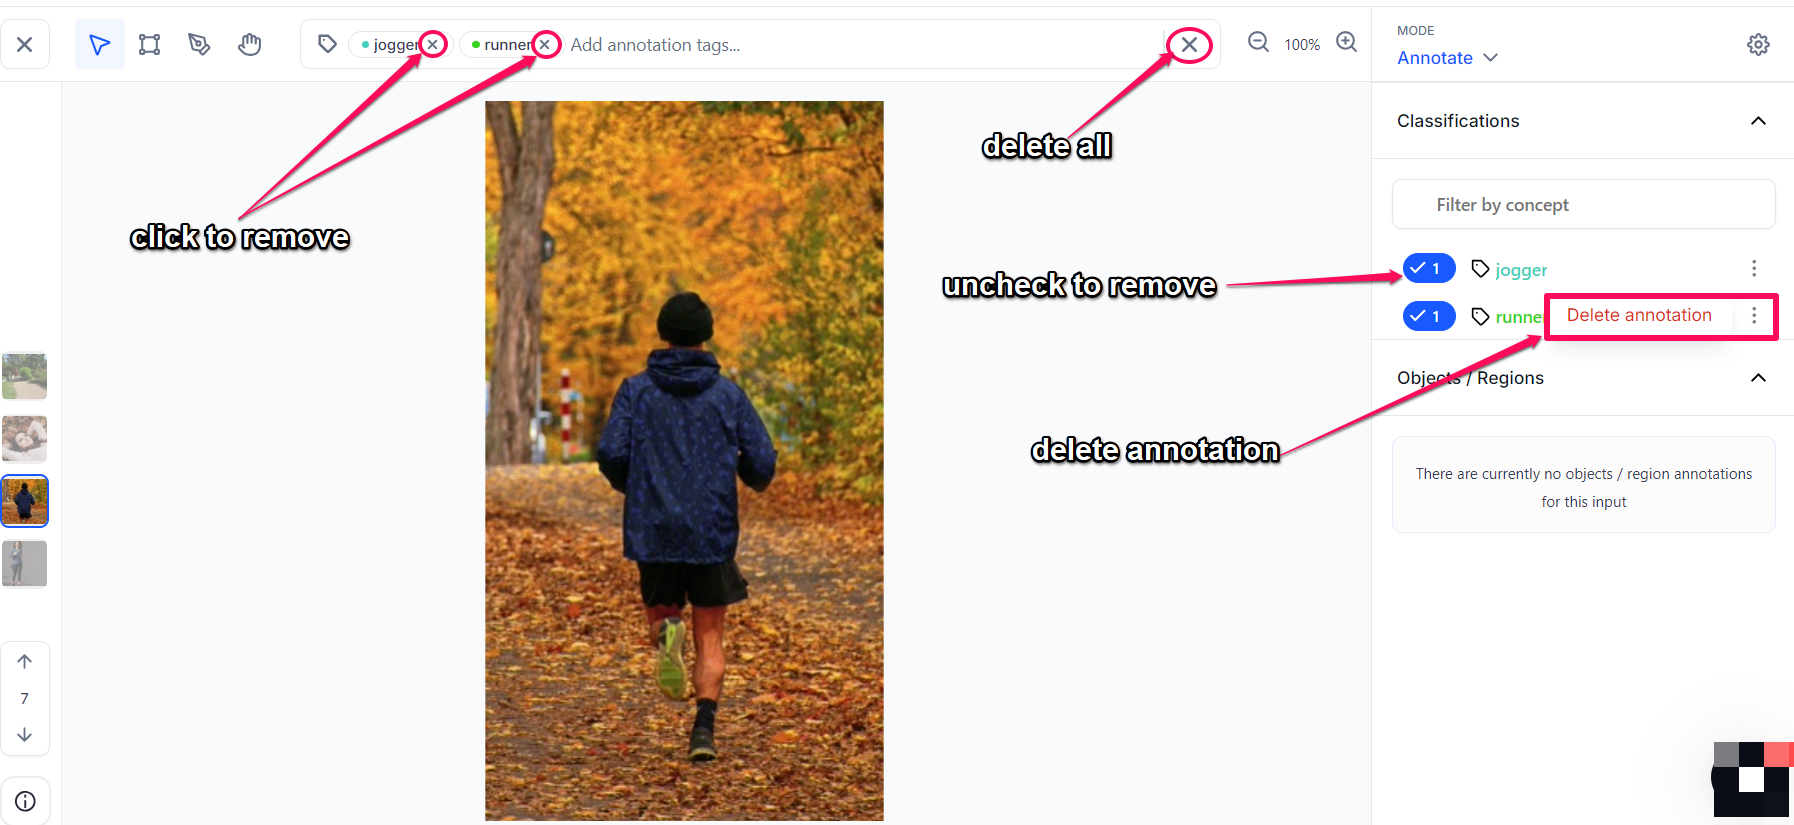 jogger
runner
Add annotation tags...
100%
MODE
Annotate
Classifications
delete all
click to remove
Filter by concept
uncheck to remove
1
jogger
1
runner
Delete annotation
Objects / Regions
delete annotation
There are currently no objects / region annotations
for this input
7